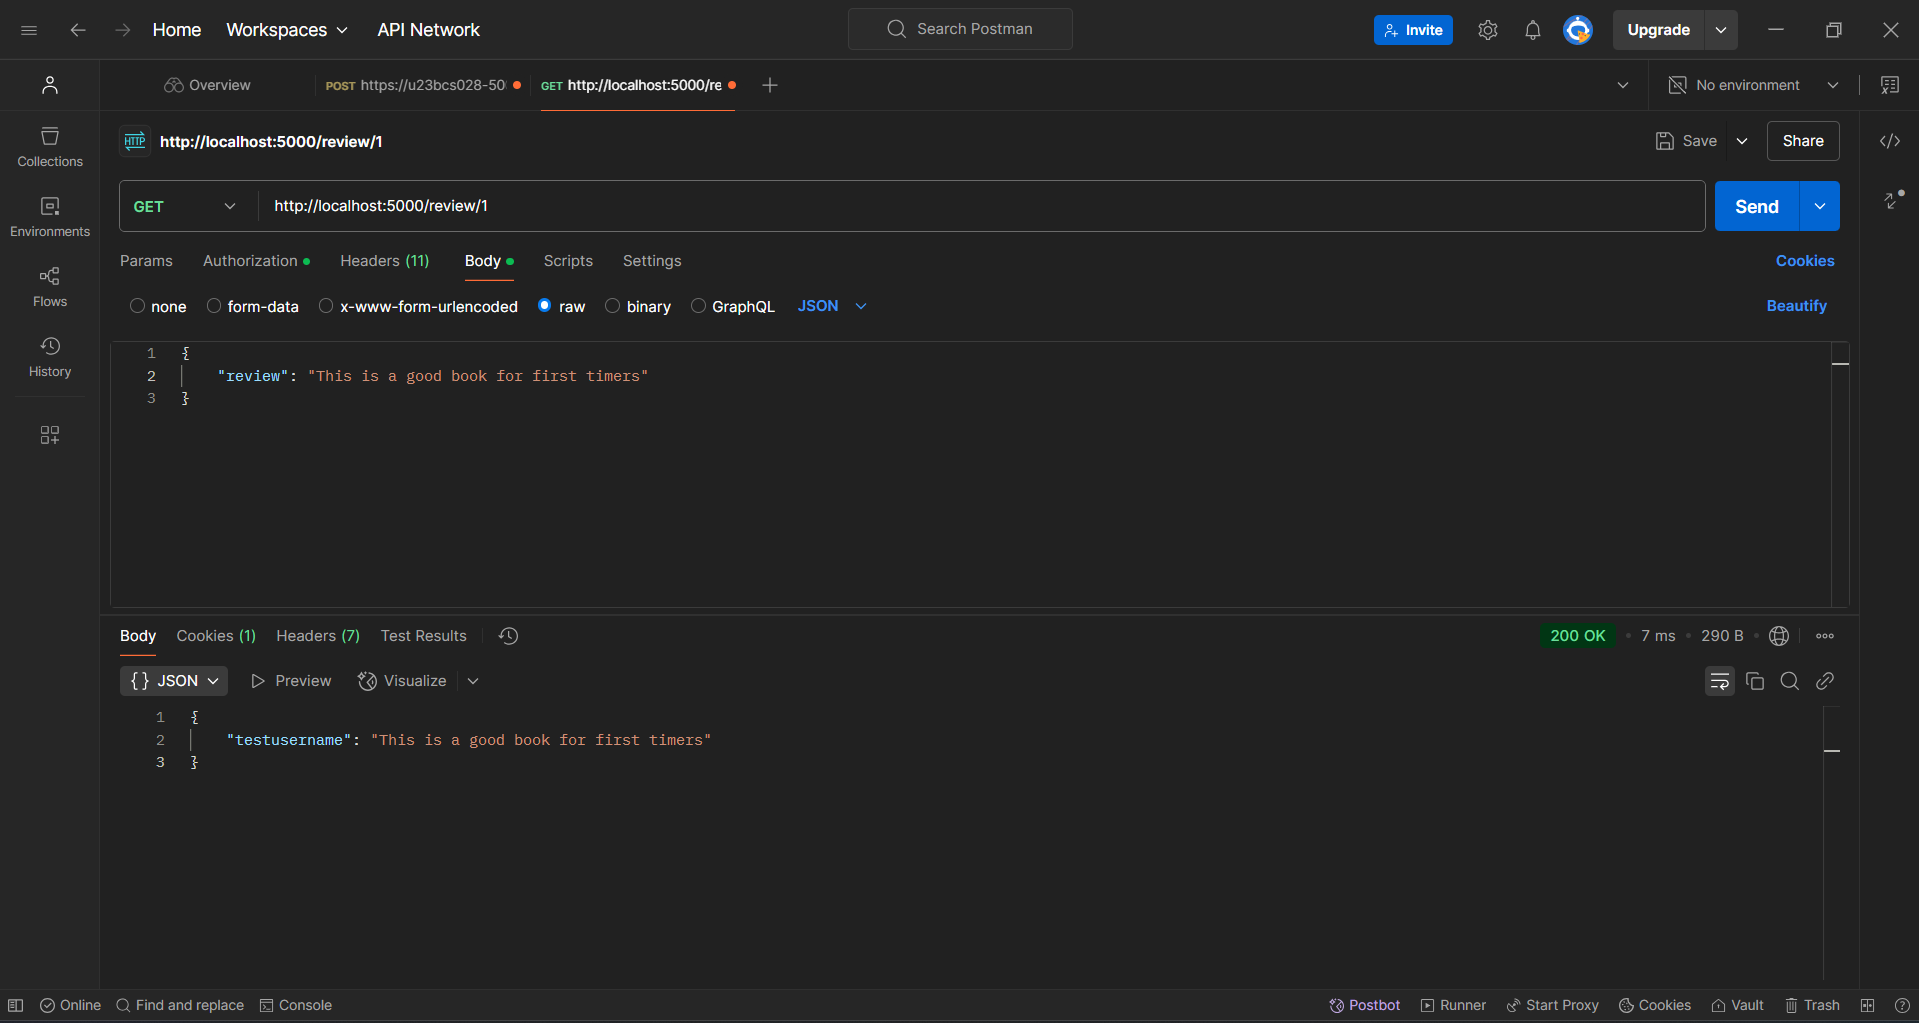 Home Workspaces API Network Search Postman Invite Upgrade
Overview POST https://u23bcs028-50 GET http://localhost:5000/re No environment
HTTP http://localhost:5000/review/1 Save Share
Collections
GET http://localhost:5000/review/1 Send
Environments
Params Authorization Headers (11) Body Scripts Settings Cookies
Flows
none form-data x-www-form-urlencoded raw binary GraphQL JSON Beautify
History
1 {
2 "review": "This is a good book for first timers"
3 }
Body Cookies (1) Headers (7) Test Results 200 OK • 7 ms • 290 B •
{} JSON Preview Visualize
1 {
2 "testusername": "This is a good book for first timers"
3 }
Online Find and replace Console Postbot Runner Start Proxy Cookies Vault Trash